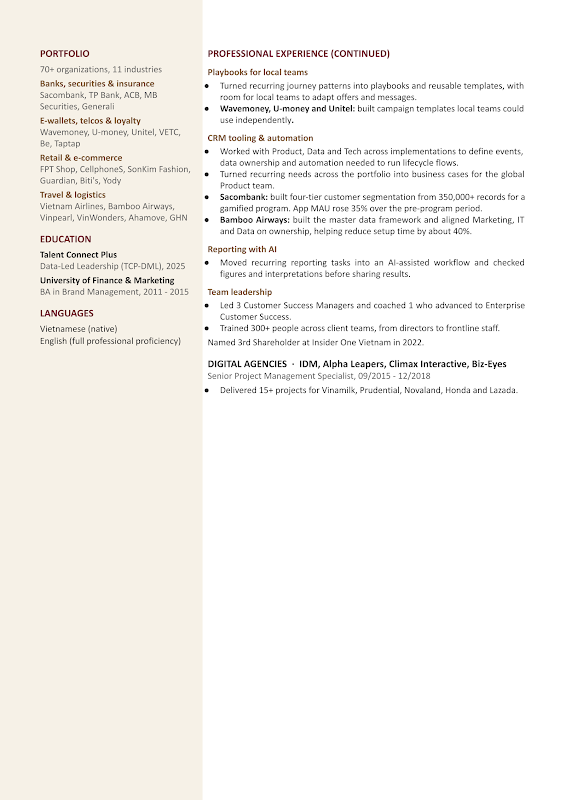 PORTFOLIO
70+ organizations, 11 industries
Banks, securities & insurance
Sacombank, TP Bank, ACB, MB
Securities, Generali
E-wallets, telcos & loyalty
Wavemoney, U-money, Unitel, VETC,
Be, Taptap
Retail & e-commerce
FPT Shop, CellphoneS, SonKim Fashion,
Guardian, Biti's, Yody
Travel & logistics
Vietnam Airlines, Bamboo Airways,
Vinpearl, VinWonders, Ahamove, GHN
EDUCATION
Talent Connect Plus
Data-Led Leadership (TCP-DML), 2025
University of Finance & Marketing
BA in Brand Management, 2011 - 2015
LANGUAGES
Vietnamese (native)
English (full professional proficiency)
PROFESSIONAL EXPERIENCE (CONTINUED)
Playbooks for local teams
● Turned recurring journey patterns into playbooks and reusable templates, with
room for local teams to adapt offers and messages.
● Wavemoney, U-money and Unitel: built campaign templates local teams could
use independently.
CRM tooling & automation
● Worked with Product, Data and Tech across implementations to define events,
data ownership and automation needed to run lifecycle flows.
● Turned recurring needs across the portfolio into business cases for the global
Product team.
● Sacombank: built four-tier customer segmentation from 350,000+ records for a
gamified program. App MAU rose 35% over the pre-program period.
● Bamboo Airways: built the master data framework and aligned Marketing, IT
and Data on ownership, helping reduce setup time by about 40%.
Reporting with AI
● Moved recurring reporting tasks into an AI-assisted workflow and checked
figures and interpretations before sharing results.
Team leadership
● Led 3 Customer Success Managers and coached 1 who advanced to Enterprise
Customer Success.
● Trained 300+ people across client teams, from directors to frontline staff.
Named 3rd Shareholder at Insider One Vietnam in 2022.
DIGITAL AGENCIES · IDM, Alpha Leapers, Climax Interactive, Biz-Eyes
Senior Project Management Specialist, 09/2015 - 12/2018
● Delivered 15+ projects for Vinamilk, Prudential, Novaland, Honda and Lazada.